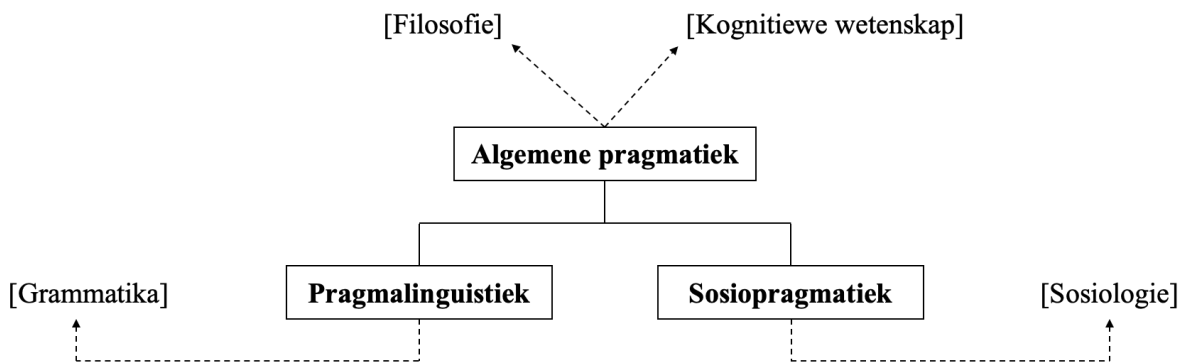 [Filosofie]
[Kognitiewe wetenskap]
Algemene pragmatiek
[Grammatika]
Pragmalinguistiek
Sosiopragmatiek
[Sosiologie]